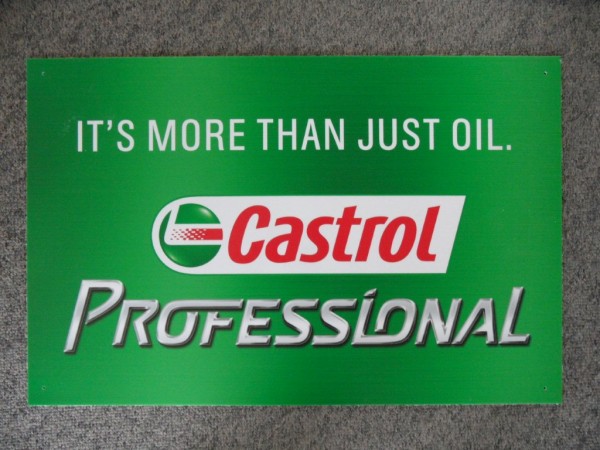 IT'S MORE THAN JUST OIL.
Castrol
PROFESSIONAL